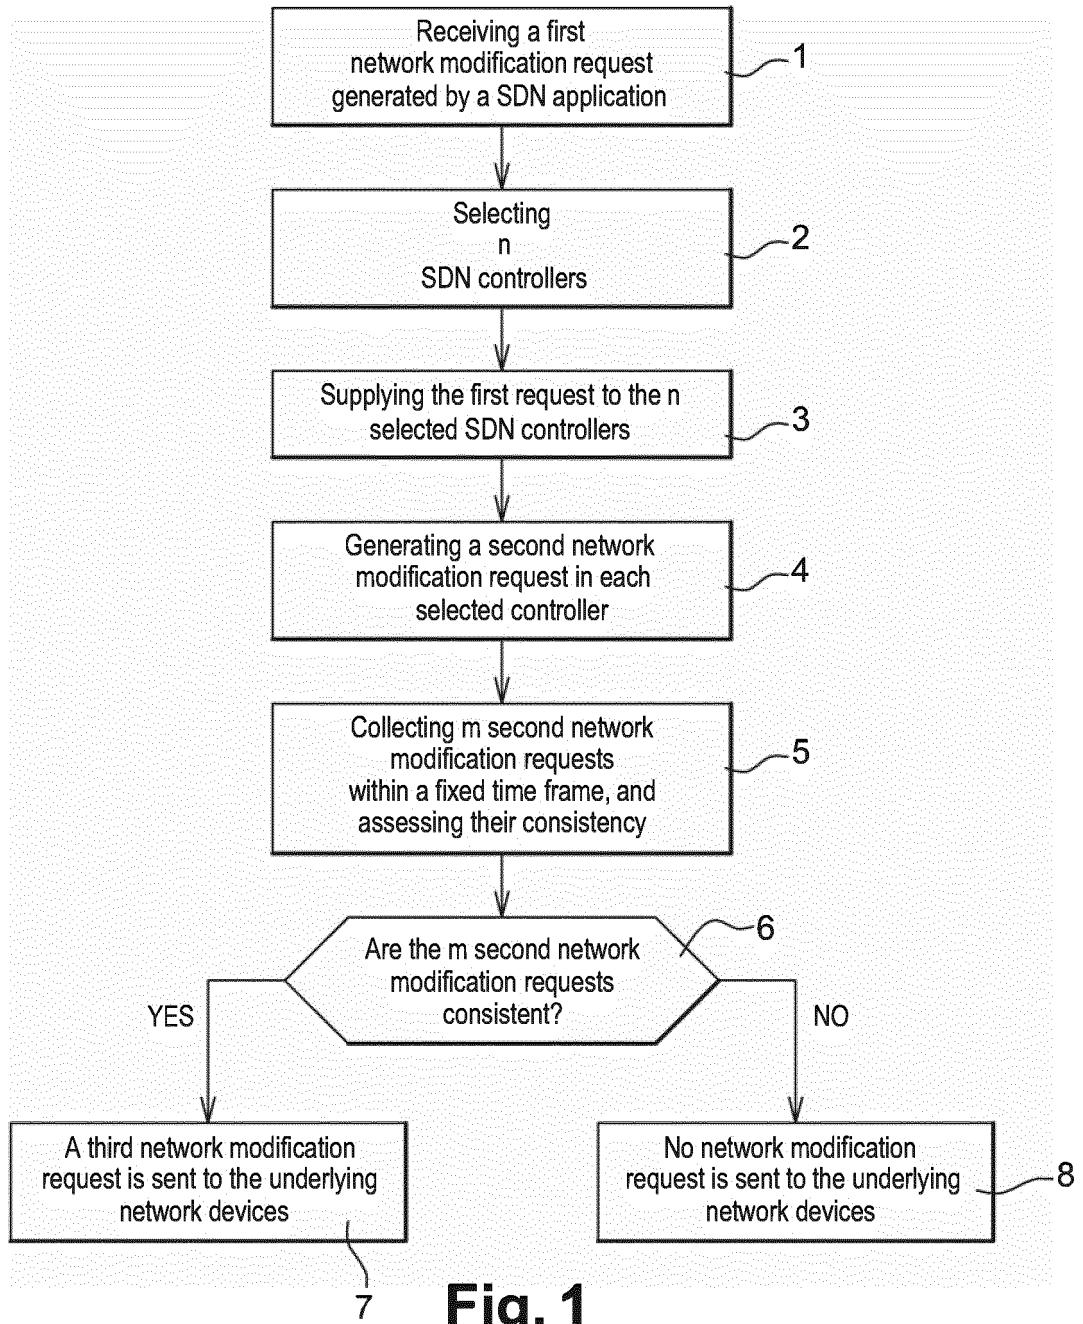 Receiving a first
network modification request
generated by a SDN application
1
Selecting
n
SDN controllers
2
Supplying the first request to the n
selected SDN controllers
3
Generating a second network
modification request in each
selected controller
4
Collecting m second network
modification requests
within a fixed time frame, and
assessing their consistency
5
Are the m second network
modification requests
consistent?
6
YES
NO
A third network modification
request is sent to the underlying
network devices
7
No network modification
request is sent to the underlying
network devices
8
Fig. 1